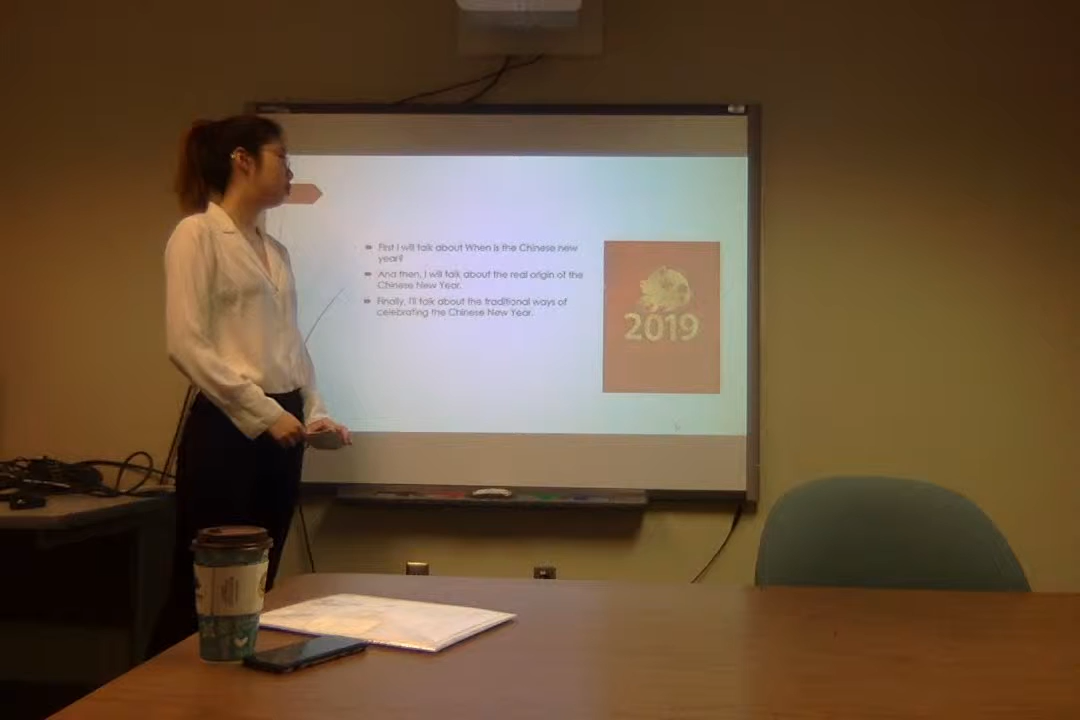 First I will talk about When is the Chinese new
year?
And then, I will talk about the real origin of the
Chinese New Year.
Finally, I'll talk about the traditional ways of
celebrating the Chinese New Year.
2019